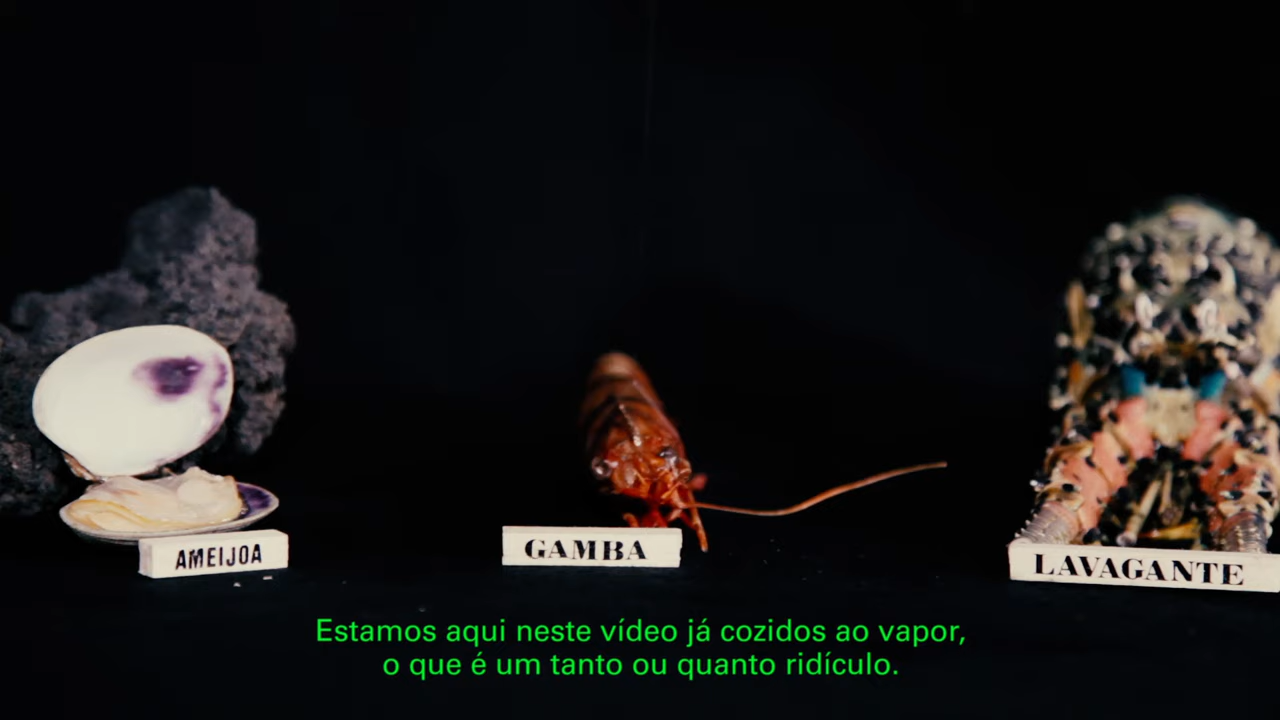 AMEIJOA
GAMBA
LAVAGANTE
Estamos aqui neste vídeo já cozidos ao vapor,
o que é um tanto ou quanto ridículo.